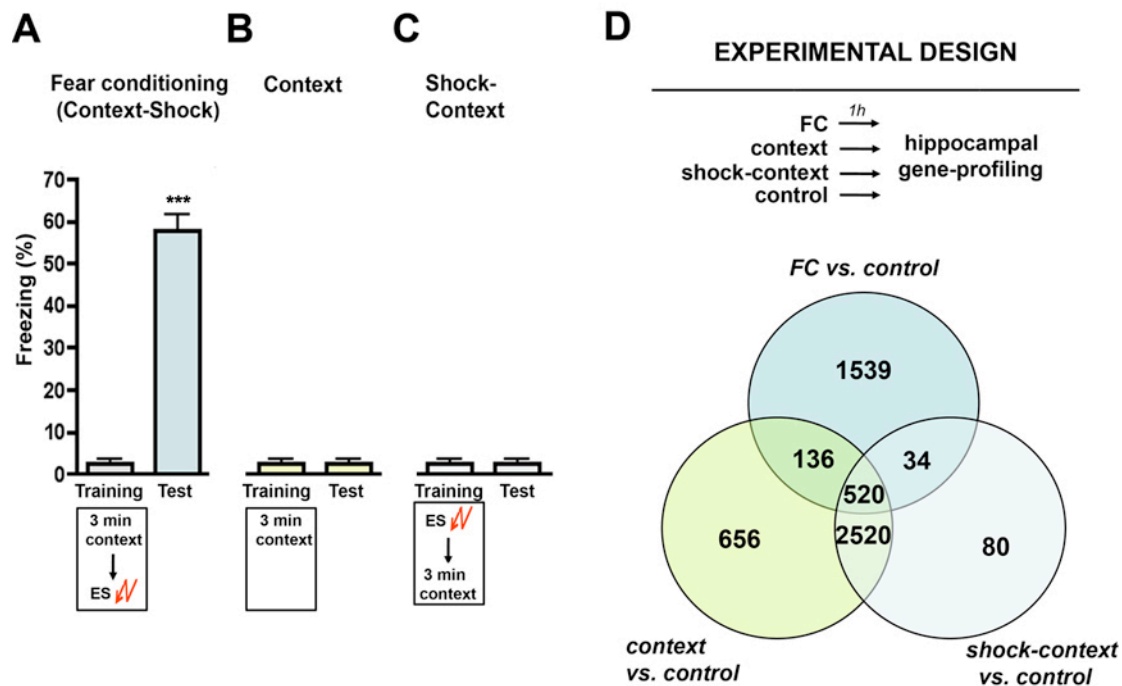 A
Fear conditioning
(Context-Shock)
Freezing (%)
70
60
50
40
30
20
10
0
***
Training Test
3 min
context
ES
B
Context
Training Test
3 min
context
C
Shock-
Context
Training Test
ES
3 min
context
D
EXPERIMENTAL DESIGN
1h
FC
context
shock-context
control
hippocampal
gene-profiling
FC vs. control
1539
136
34
520
2520
656
80
context
vs. control
shock-context
vs. control